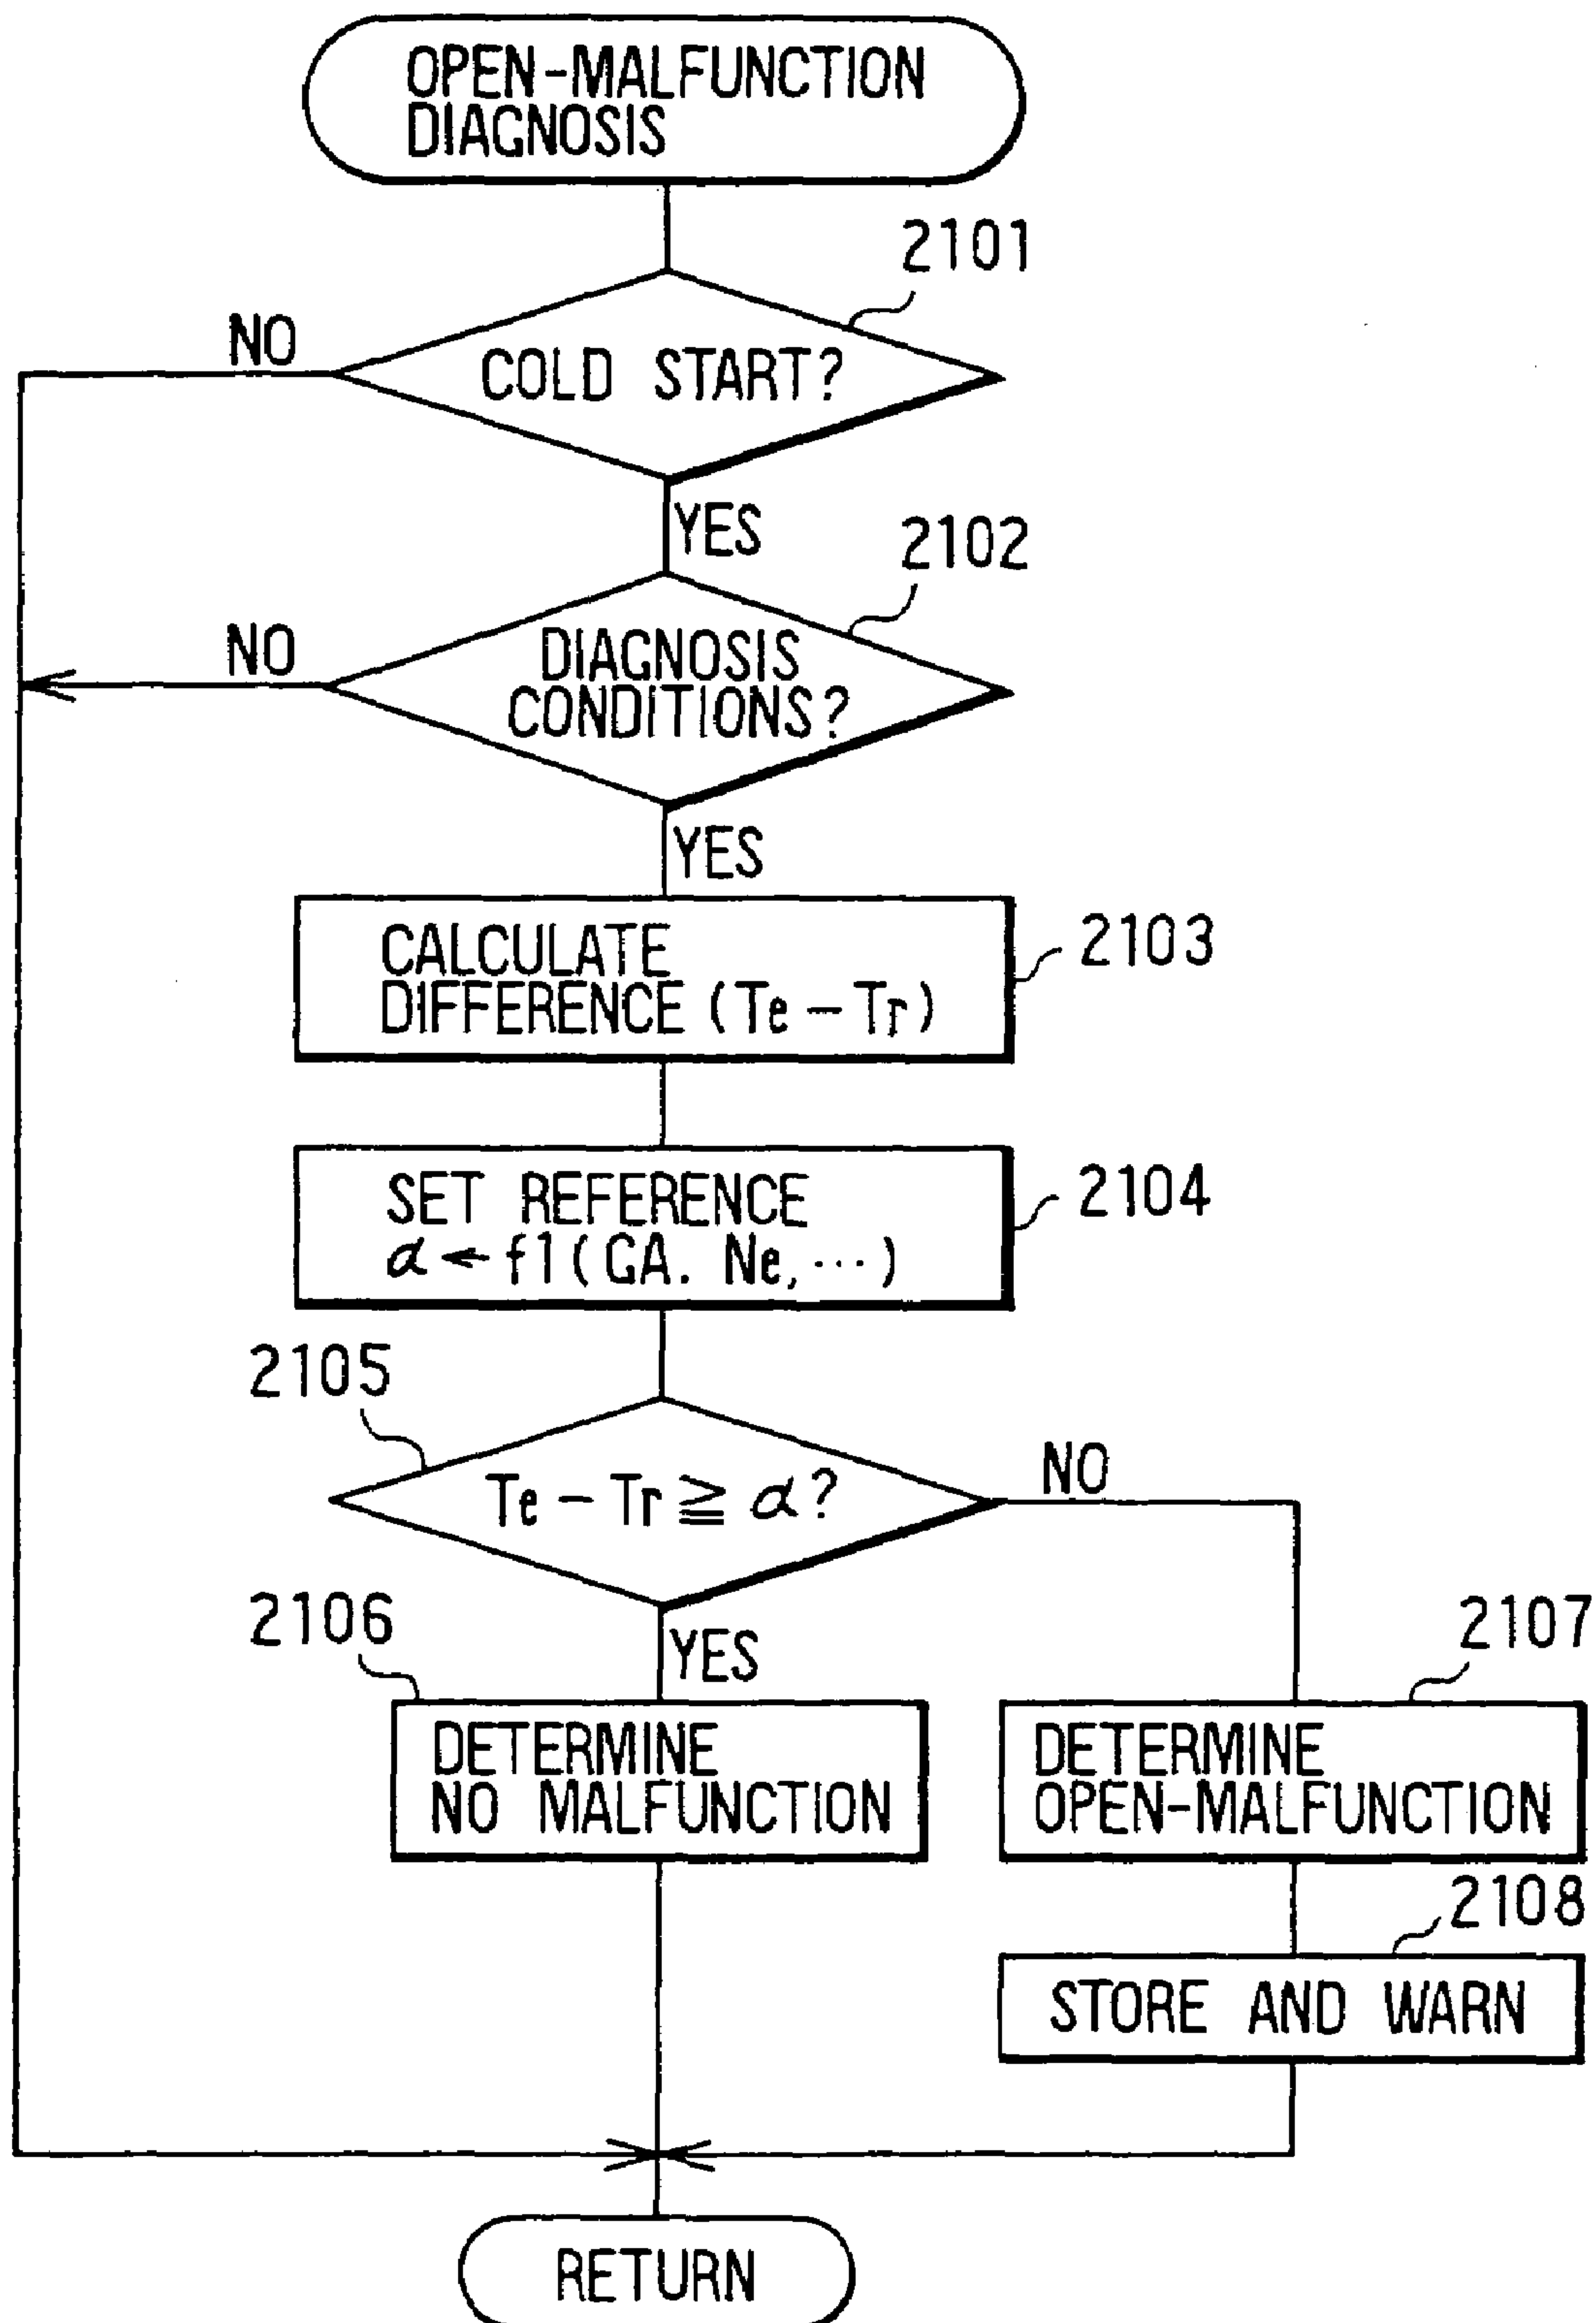 OPEN-MALFUNCTION
DIAGNOSIS
2101
NO
COLD START?
YES
2102
NO
DIAGNOSIS
CONDITIONS?
YES
CALCULATE
DIFFERENCE (Te - Tr)
2103
SET REFERENCE
α ← f1 (GA. Ne, ···)
2104
2105
Te - Tr ≧ α?
NO
2106
YES
2107
DETERMINE
NO MALFUNCTION
DETERMINE
OPEN-MALFUNCTION
2108
STORE AND WARN
RETURN